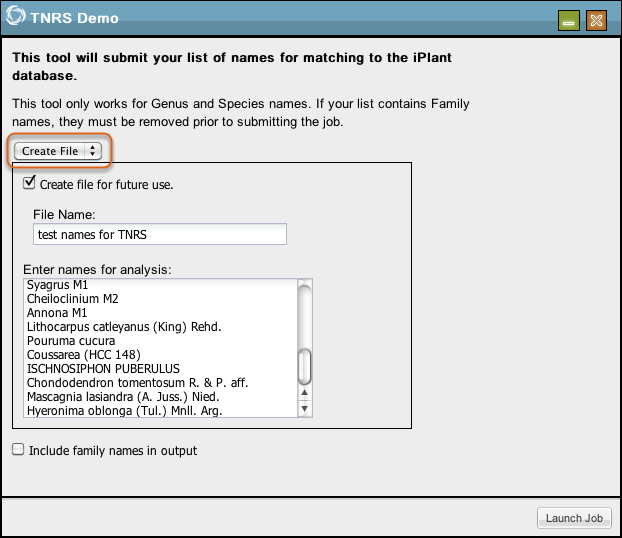 TNRS Demo
This tool will submit your list of names for matching to the iPlant
database.
This tool only works for Genus and Species names. If your list contains Family
names, they must be removed prior to submitting the job.
Create File
Create file for future use.
File Name:
test names for TNRS
Enter names for analysis:
Syagrus M1
Cheiloclinium M2
Annona M1
Lithocarpus catleyanus (King) Rehd.
Pouruma cucura
Coussarea (HCC 148)
ISCHNOSIPHON PUBERULUS
Chondodendron tomentosum R. & P. aff.
Mascagnia lasiandra (A. Juss.) Nied.
Hyeronima oblonga (Tul.) Mnll. Arg.
Include family names in output
Launch Job